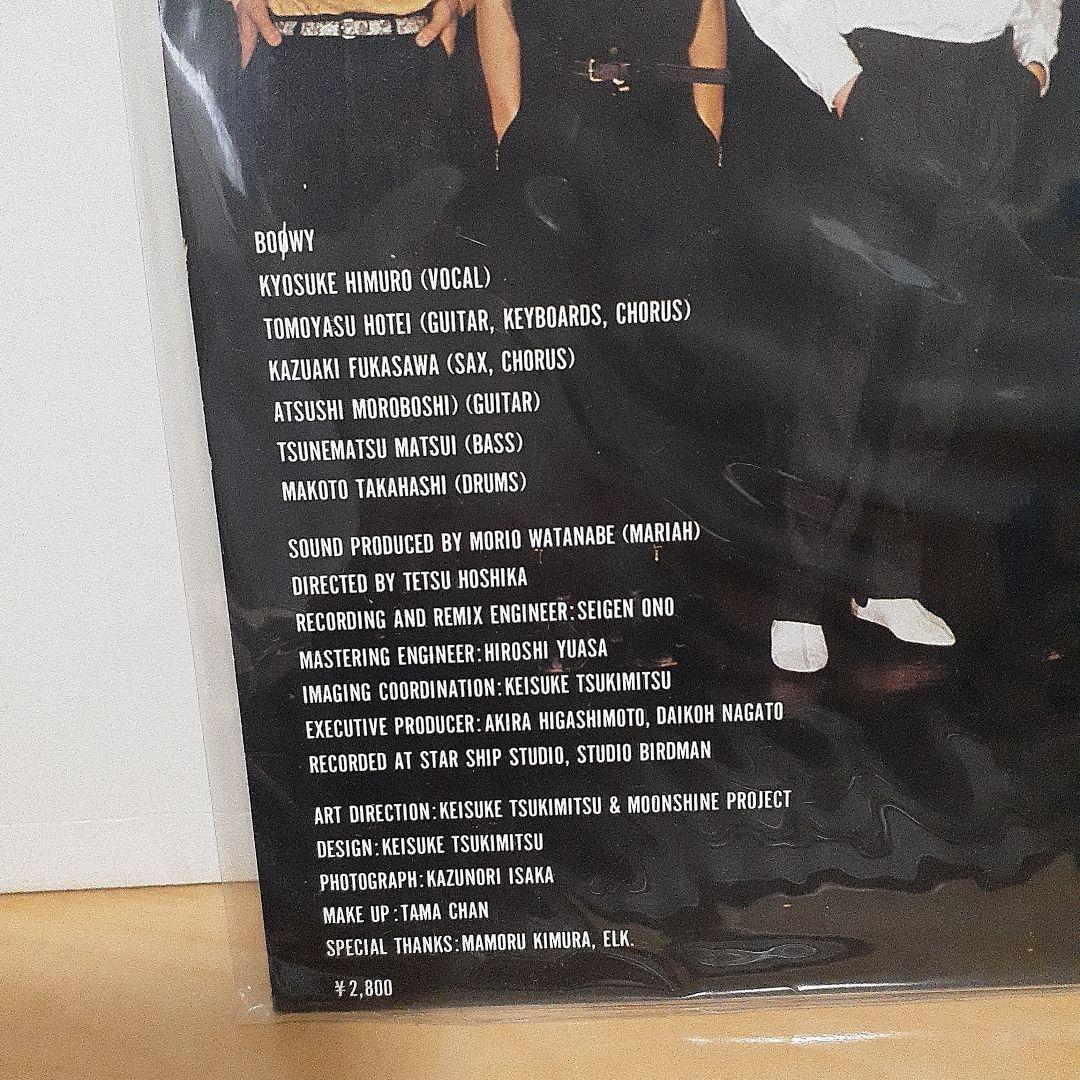 BOØWY
KYOSUKE HIMURO (VOCAL)
TOMOYASU HOTEI (GUITAR, KEYBOARDS, CHORUS)
KAZUAKI FUKASAWA (SAX, CHORUS)
ATSUSHI MOROBOSHI) (GUITAR)
TSUNEMATSU MATSUI (BASS)
MAKOTO TAKAHASHI (DRUMS)
SOUND PRODUCED BY MORIO WATANABE (MARIAH)
DIRECTED BY TETSU HOSHIKA
RECORDING AND REMIX ENGINEER:SEIGEN ONO
MASTERING ENGINEER:HIROSHI YUASA
IMAGING COORDINATION:KEISUKE TSUKIMITSU
EXECUTIVE PRODUCER:AKIRA HIGASHIMOTO, DAIKOH NAGATO
RECORDED AT STAR SHIP STUDIO, STUDIO BIRDMAN
ART DIRECTION:KEISUKE TSUKIMITSU & MOONSHINE PROJECT
DESIGN:KEISUKE TSUKIMITSU
PHOTOGRAPH:KAZUNORI ISAKA
MAKE UP:TAMA CHAN
SPECIAL THANKS:MAMORU KIMURA, ELK.
¥2,800